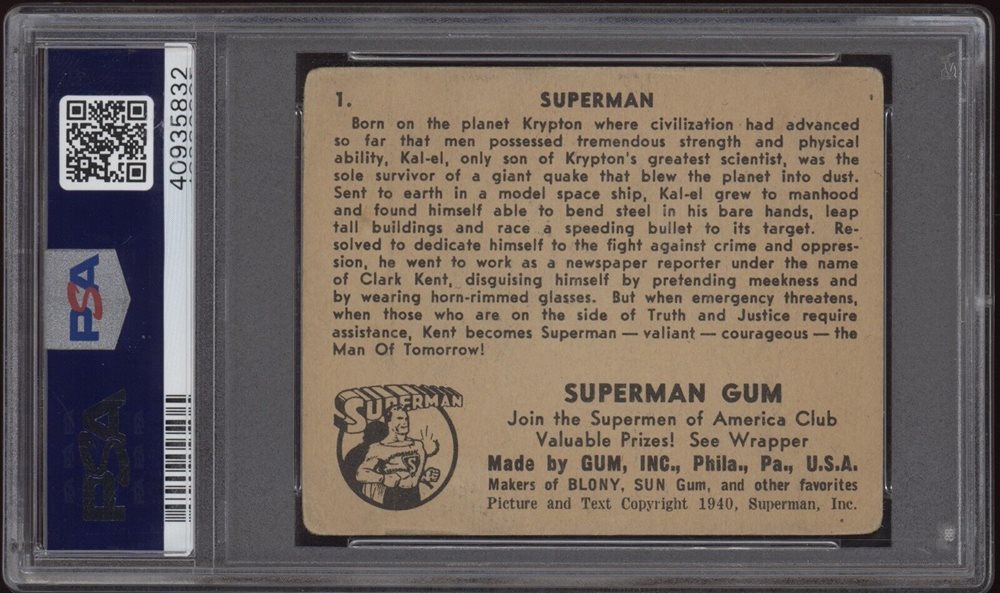 40935832
PSA
PSA
1.
SUPERMAN
Born on the planet Krypton where civilization had advanced
so far that men possessed tremendous strength and physical
ability, Kal-el, only son of Krypton's greatest scientist, was the
sole survivor of a giant quake that blew the planet into dust.
Sent to earth in a model space ship, Kal-el grew to manhood
and found himself able to bend steel in his bare hands, leap
tall buildings and race a speeding bullet to its target. Re-
solved to dedicate himself to the fight against crime and oppres-
sion, he went to work as a newspaper reporter under the name
of Clark Kent, disguising himself by pretending meekness and
by wearing horn-rimmed glasses. But when emergency threatens,
when those who are on the side of Truth and Justice require
assistance, Kent becomes Superman — valiant — courageous — the
Man Of Tomorrow!
SUPERMAN
S
SUPERMAN GUM
Join the Supermen of America Club
Valuable Prizes! See Wrapper
Made by GUM, INC., Phila., Pa., U.S.A.
Makers of BLONY, SUN Gum, and other favorites
Picture and Text Copyright 1940, Superman, Inc.